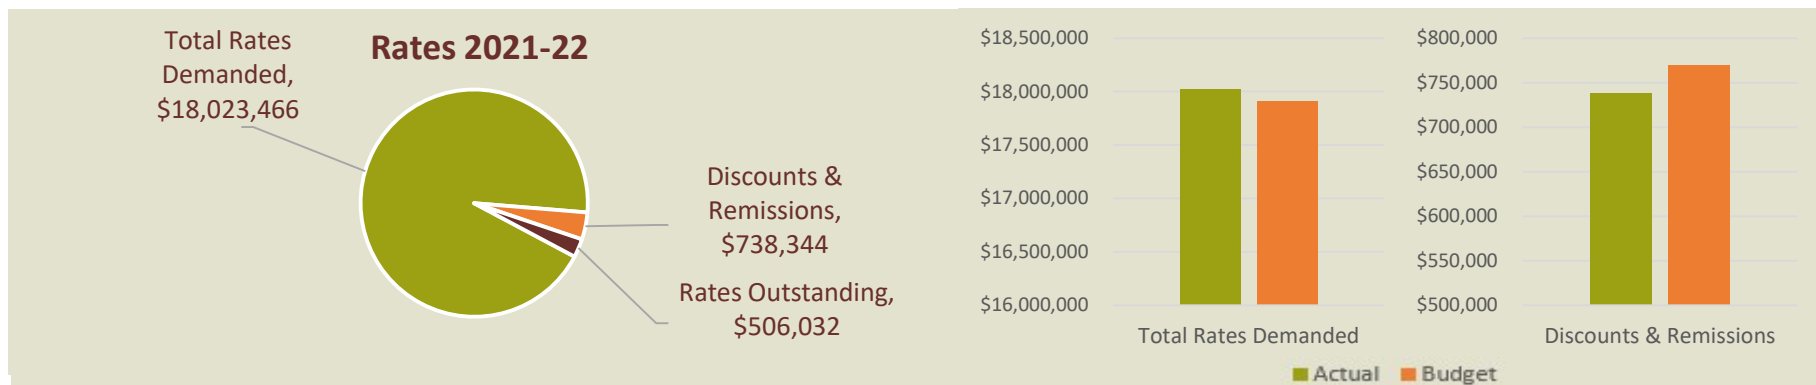 Rates 2021-22
Total Rates
Demanded,
$18,023,466
Discounts &
Remissions,
$738,344
Rates Outstanding,
$506,032
$18,500,000
$18,000,000
$17,500,000
$17,000,000
$16,500,000
$16,000,000
Total Rates Demanded
$800,000
$750,000
$700,000
$650,000
$600,000
$550,000
$500,000
Discounts & Remissions
Actual Budget